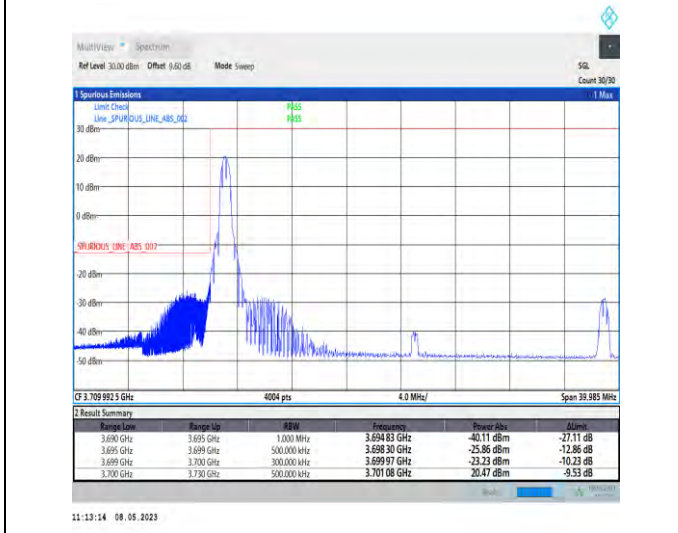 MultiView Spectrum
Ref Level 30.00 dBm Offset 9.60 dB Mode Sweep SGL
Count 30/30
1 Spurious Emissions 1 Max
Limit Check PASS
Line _SPURIOUS_LINE_ABS_002 PASS
30 dBm
20 dBm
10 dBm
0 dBm
_SPURIOUS_LINE_ABS_002
-20 dBm
-30 dBm
-40 dBm
-50 dBm
CF 3.709 992 5 GHz 4004 pts 4.0 MHz/ Span 39.985 MHz
2 Result Summary
Range Low Range Up RBW Frequency Power Abs ΔLimit
3.690 GHz 3.695 GHz 1.000 MHz 3.694 83 GHz -40.11 dBm -27.11 dB
3.695 GHz 3.699 GHz 500.000 kHz 3.698 30 GHz -25.86 dBm -12.86 dB
3.699 GHz 3.700 GHz 300.000 kHz 3.699 97 GHz -23.23 dBm -10.23 dB
3.700 GHz 3.730 GHz 500.000 kHz 3.701 08 GHz 20.47 dBm -9.53 dB
11:13:14 08.05.2023